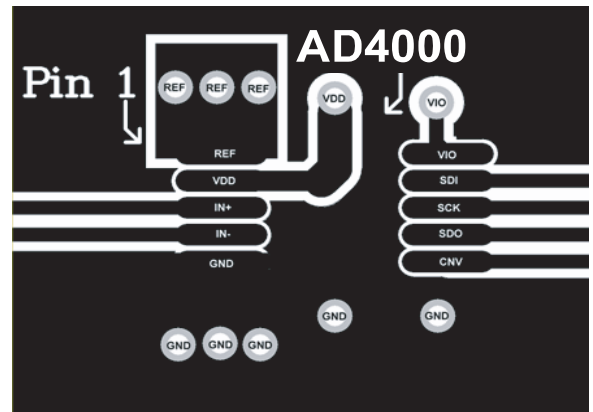 AD4000
Pin 1
REF REF REF
VDD
VIO
REF
VIO
VDD
SDI
IN+
SCK
IN-
SDO
GND
CNV
GND
GND
GND GND GND